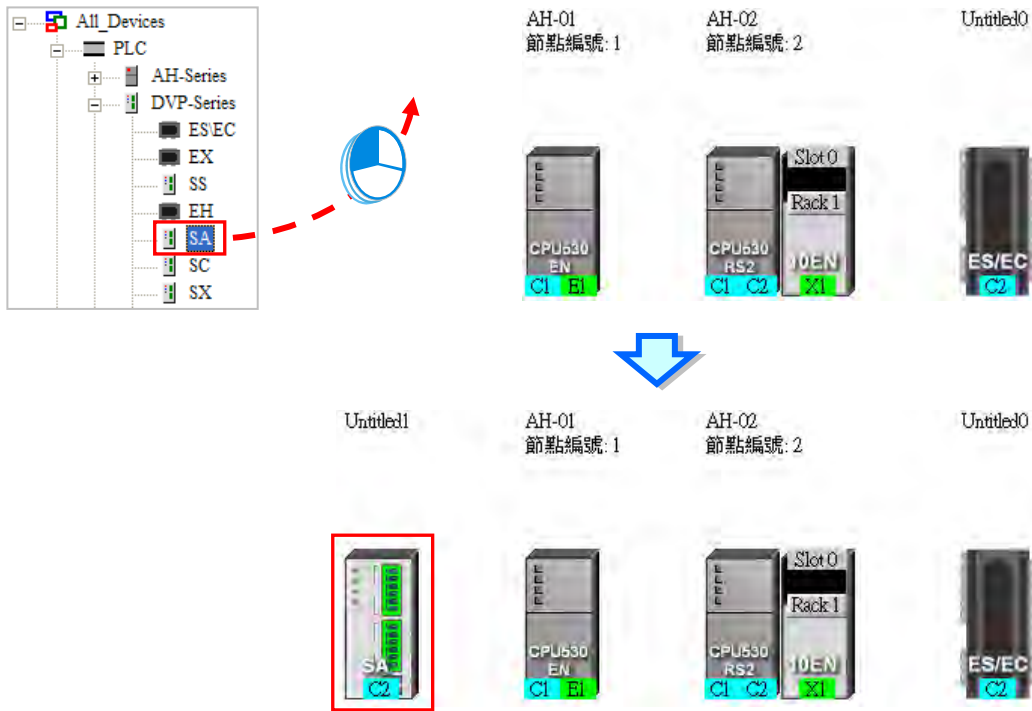 All_Devices
PLC
AH-Series
DVP-Series
ES\EC
EX
SS
EH
SA
SC
SX
AH-01
節點編號: 1
AH-02
節點編號: 2
Untitled0
CPU530
EN
C1 E1
Slot 0
Rack 1
CPU530
RS2
C1 C2
10EN
X1
ES/EC
C2
Untitled1
AH-01
節點編號: 1
AH-02
節點編號: 2
Untitled0
SA
C2
CPU530
EN
C1 E1
Slot 0
Rack 1
CPU530
RS2
C1 C2
10EN
X1
ES/EC
C2